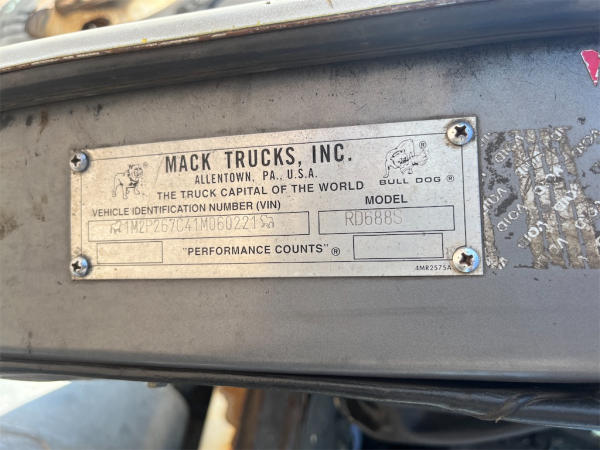 MACK TRUCKS, INC.
ALLENTOWN, PA., U.S.A.
THE TRUCK CAPITAL OF THE WORLD
BULL DOG ®
VEHICLE IDENTIFICATION NUMBER (VIN)
MODEL
1M2P267C41M060221
RD688S
"PERFORMANCE COUNTS" ®
4MR2575A